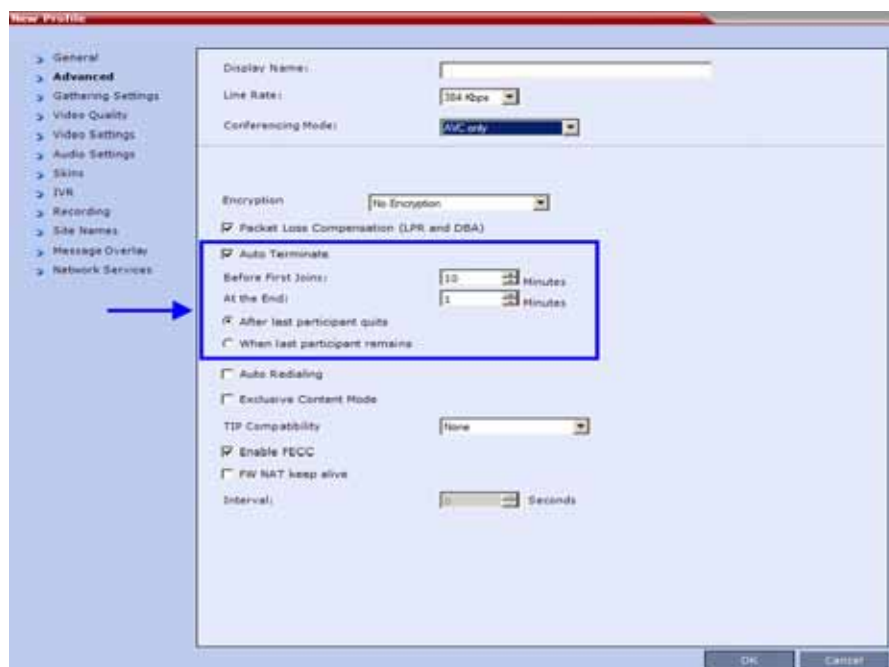 New Profile
General
Advanced
Gathering Settings
Video Quality
Video Settings
Audio Settings
Skins
IVR
Recording
Site Names
Message Overlay
Network Services
Display Name:
Line Rate: 384 Kbps
Conferencing Mode: AVC only
Encryption No Encryption
Packet Loss Compensation (LPR and DBA)
Auto Terminate
Before First Joins: 10 Minutes
At the End: 1 Minutes
After last participant quits
When last participant remains
Auto Redialing
Exclusive Content Mode
TIP Compatibility None
Enable FECC
FW NAT keep alive
Interval: Seconds
OK Cancel